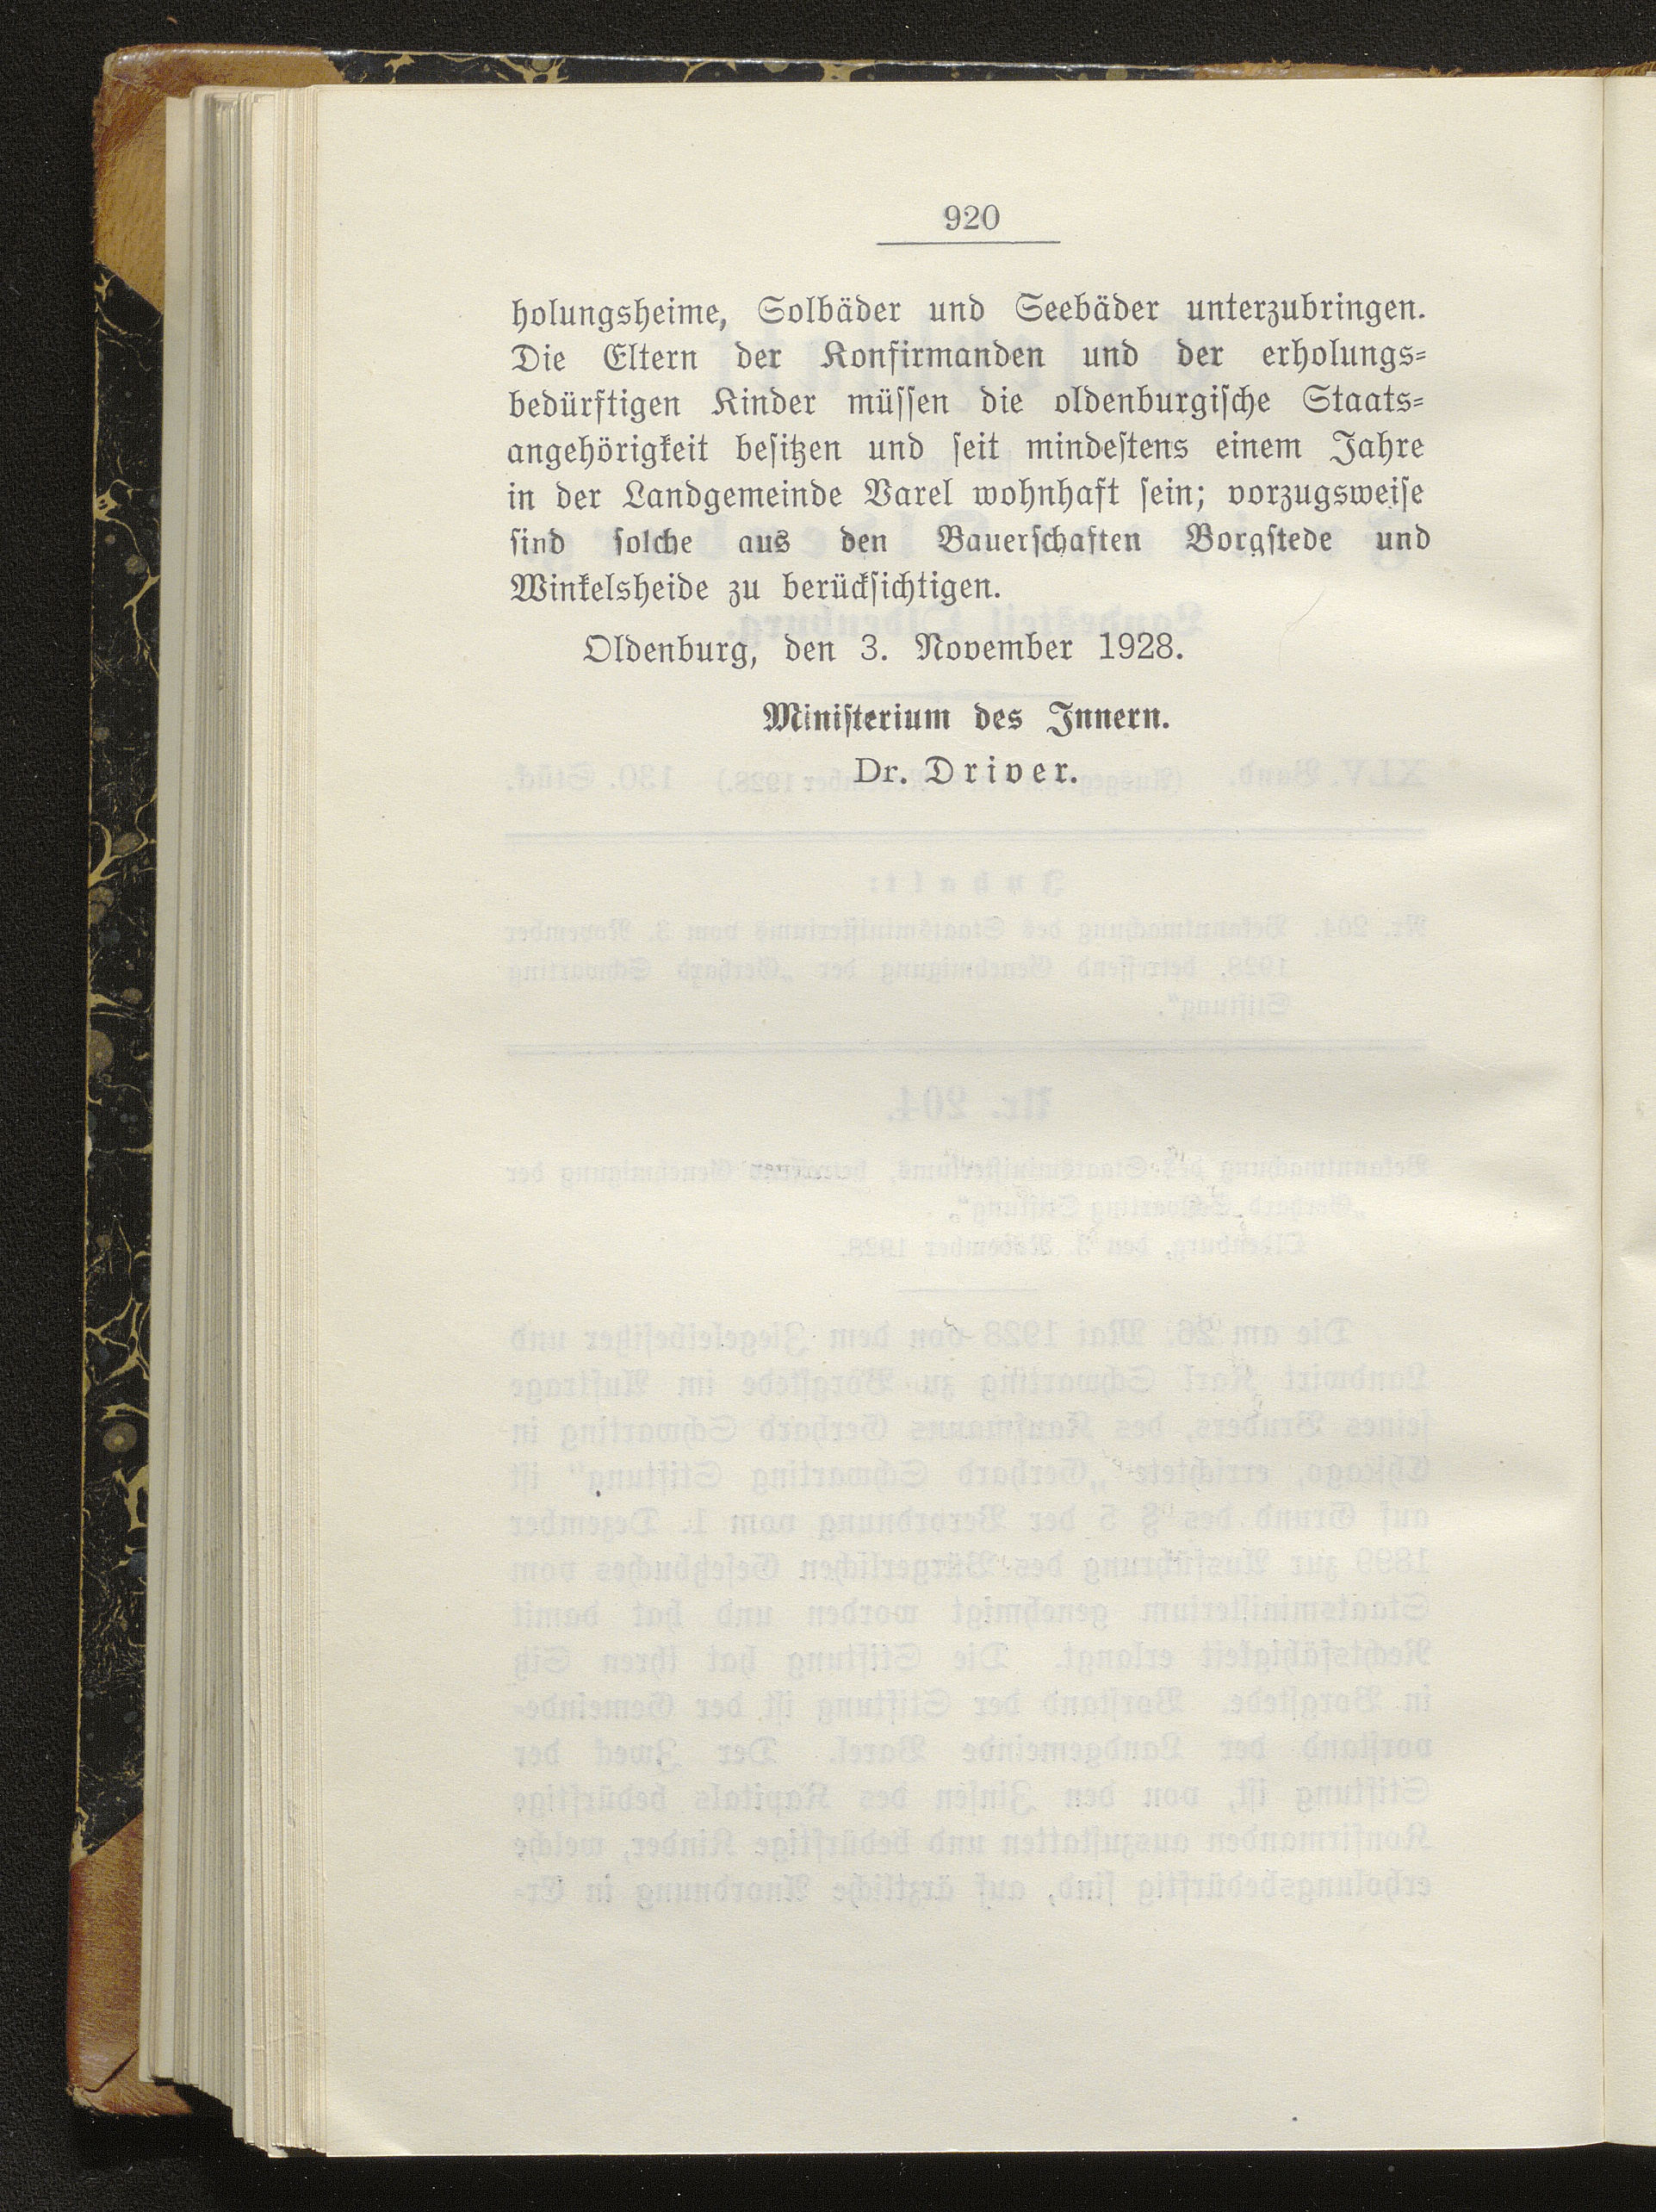 920
holungsheime, Solbäder und Seebäder unterzubringen.
Die Eltern der Konfirmanden und der erholungs-
bedürftigen Kinder müssen die oldenburgische Staats-
angehörigkeit besitzen und seit mindestens einem Jahre
in der Landgemeinde Varel wohnhaft sein; vorzugsweise
sind solche aus den Bauerschaften Borgstede und
Winkelsheide zu berücksichtigen.
Oldenburg, den 3. November 1928.
Ministerium des Innern.
Dr. Driver.